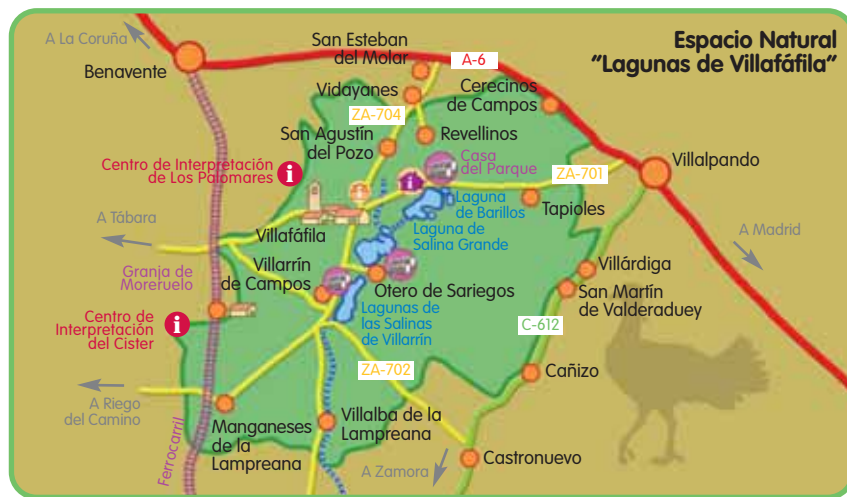 Espacio Natural
"Lagunas de Villafáfila"
A La Coruña
Benavente
San Esteban
del Molar
A-6
Vidayanes
Cerecinos
de Campos
ZA-704
San Agustín
del Pozo
Revellinos
Centro de Interpretación
de Los Palomares
i
Casa
del Parque
i
ZA-701
Villalpando
Laguna
de Barillos
Tapioles
A Tábara
Villafáfila
Laguna de
Salina Grande
A Madrid
Granja de
Moreruela
Villarrín
de Campos
Otero de Sariegos
Villárdiga
San Martín
de Valderaduey
Centro de
Interpretación
del Cister
i
Lagunas de
las Salinas
de Villarrín
C-612
ZA-702
Cañizo
A Riego
del Camino
Manganeses
de la
Lampreana
Villalba de la
Lampreana
Ferrocarril
A Zamora
Castronuevo